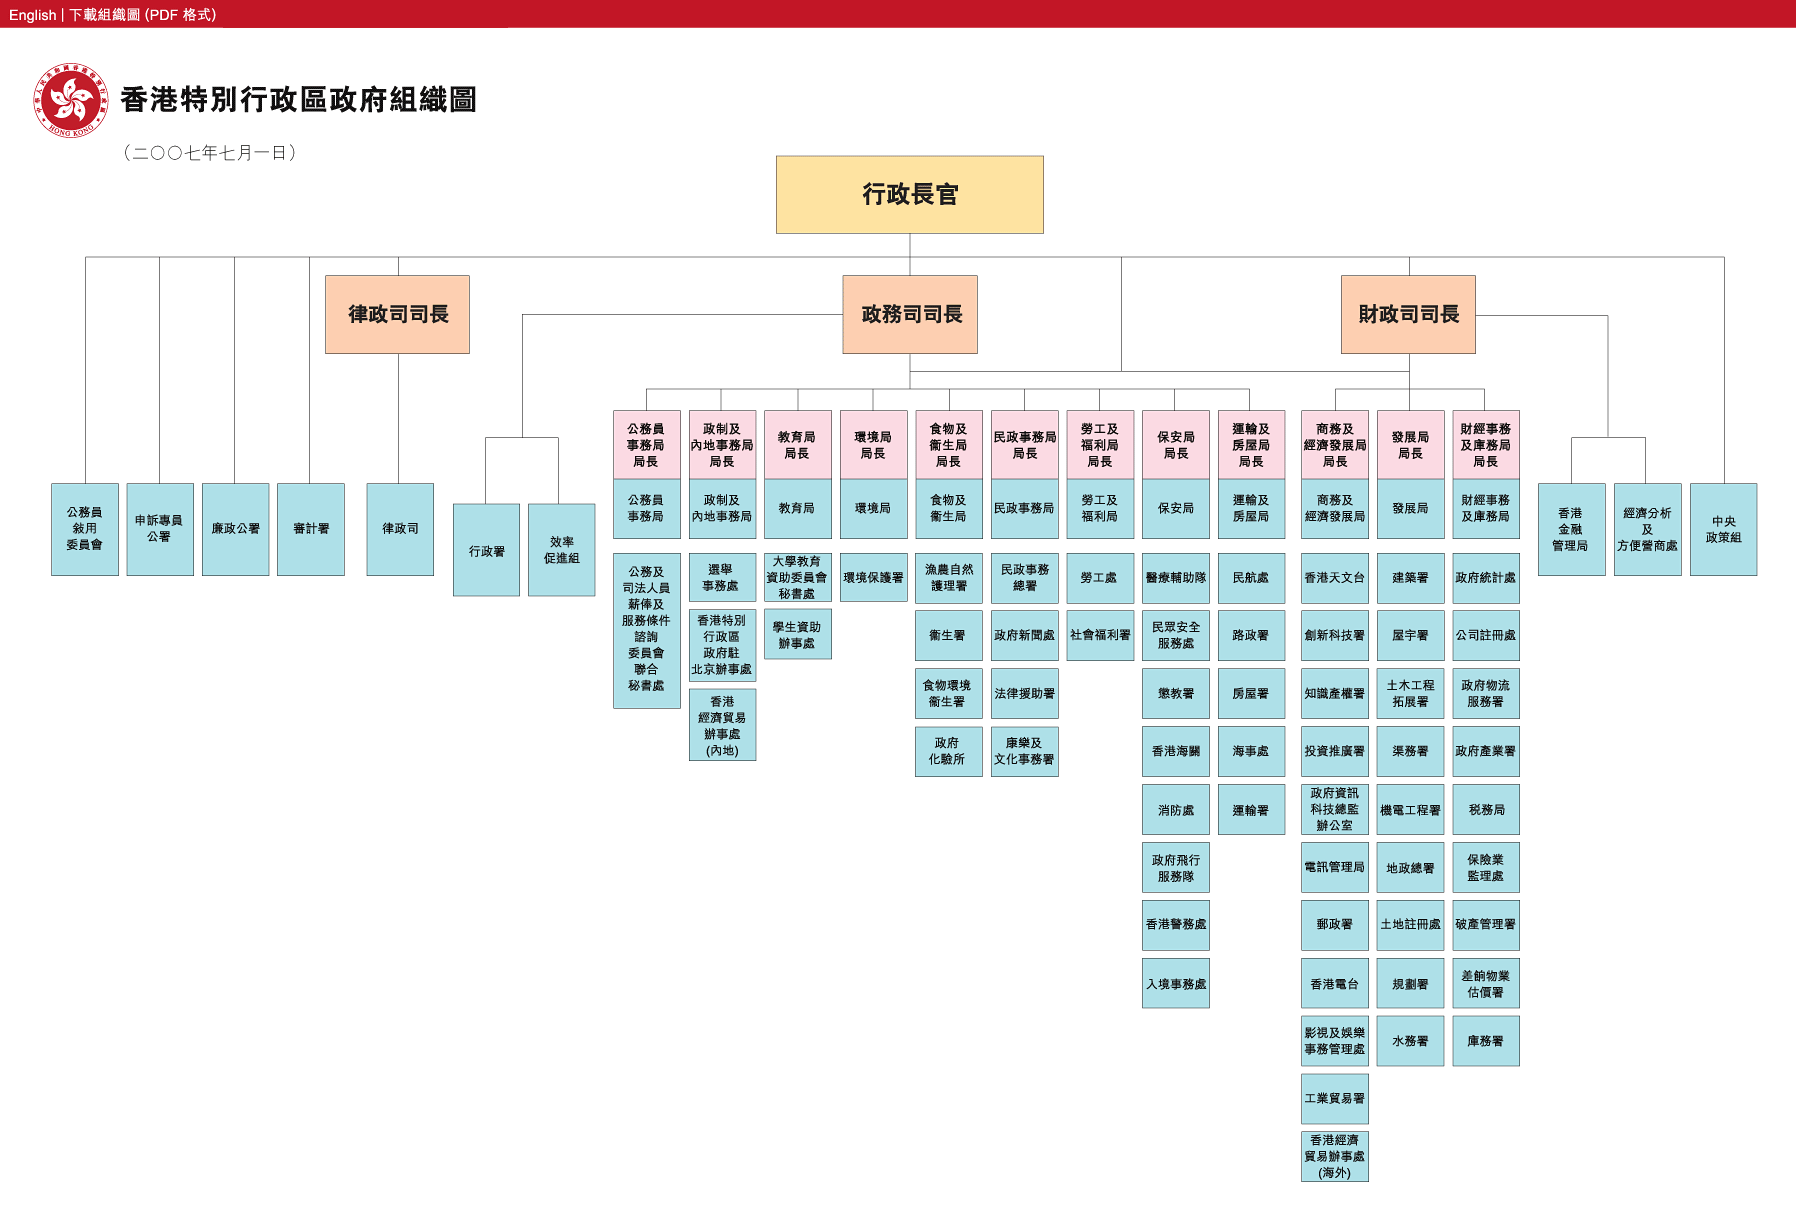 English | 下載組織圖 (PDF 格式)
香港特別行政區政府組織圖
HONG KONG
(二〇〇七年七月一日)
行政長官
律政司司長
政務司司長
財政司司長
公務員
敍用
委員會
申訴專員
公署
廉政公署
審計署
律政司
行政署
效率
促進組
公務員
事務局
局長
公務員
事務局
公務及
司法人員
薪俸及
服務條件
諮詢
委員會
聯合
秘書處
政制及
內地事務局
局長
政制及
內地事務局
選舉
事務處
香港特別
行政區
政府駐
北京辦事處
香港
經濟貿易
辦事處
(內地)
教育局
局長
教育局
大學教育
資助委員會
秘書處
學生資助
辦事處
環境局
局長
環境局
環境保護署
食物及
衞生局
局長
食物及
衞生局
漁農自然
護理署
衞生署
食物環境
衞生署
政府
化驗所
民政事務局
局長
民政事務局
民政事務
總署
政府新聞處
法律援助署
康樂及
文化事務署
勞工及
福利局
局長
勞工及
福利局
勞工處
社會福利署
保安局
局長
保安局
醫療輔助隊
民眾安全
服務處
懲教署
香港海關
消防處
政府飛行
服務隊
香港警務處
入境事務處
運輸及
房屋局
局長
運輸及
房屋局
民航處
路政署
房屋署
海事處
運輸署
商務及
經濟發展局
局長
商務及
經濟發展局
香港天文台
創新科技署
知識產權署
投資推廣署
政府資訊
科技總監
辦公室
電訊管理局
郵政署
香港電台
影視及娛樂
事務管理處
工業貿易署
香港經濟
貿易辦事處
(海外)
發展局
局長
發展局
建築署
屋宇署
土木工程
拓展署
渠務署
機電工程署
地政總署
土地註冊處
規劃署
水務署
財經事務
及庫務局
局長
財經事務
及庫務局
政府統計處
公司註冊處
政府物流
服務署
政府產業署
稅務局
保險業
監理處
破產管理署
差餉物業
估價署
庫務署
香港
金融
管理局
經濟分析
及
方便營商處
中央
政策組